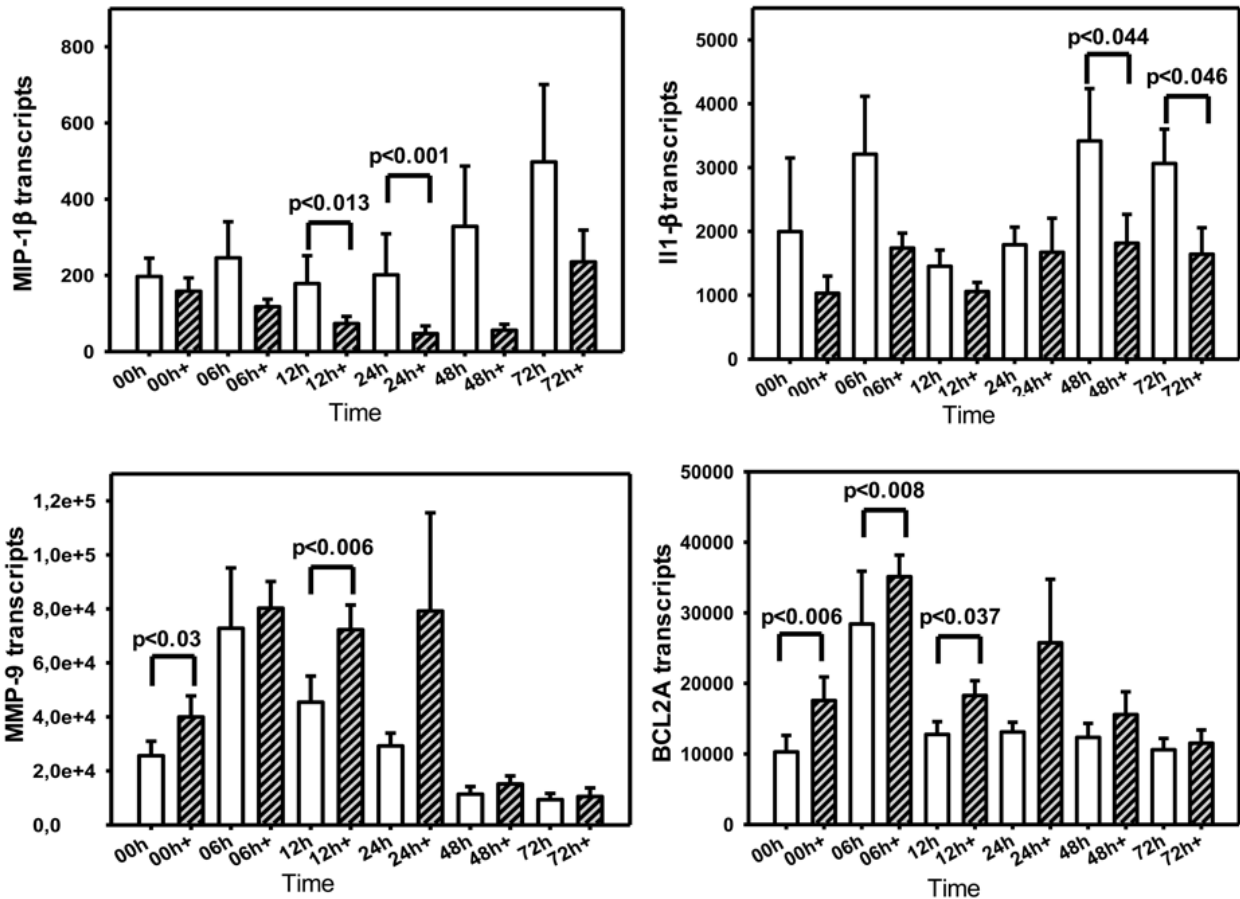 MIP-1β transcripts
800
600
400
200
0
p<0.013
p<0.001
00h 00h+ 06h 06h+ 12h 12h+ 24h 24h+ 48h 48h+ 72h 72h+
Time
Il1-β transcripts
5000
4000
3000
2000
1000
0
p<0.044
p<0.046
00h 00h+ 06h 06h+ 12h 12h+ 24h 24h+ 48h 48h+ 72h 72h+
Time
MMP-9 transcripts
1,2e+5
1,0e+5
8,0e+4
6,0e+4
4,0e+4
2,0e+4
0,0
p<0.03
p<0.006
00h 00h+ 06h 06h+ 12h 12h+ 24h 24h+ 48h 48h+ 72h 72h+
Time
BCL2A transcripts
50000
40000
30000
20000
10000
0
p<0.006
p<0.008
p<0.037
00h 00h+ 06h 06h+ 12h 12h+ 24h 24h+ 48h 48h+ 72h 72h+
Time